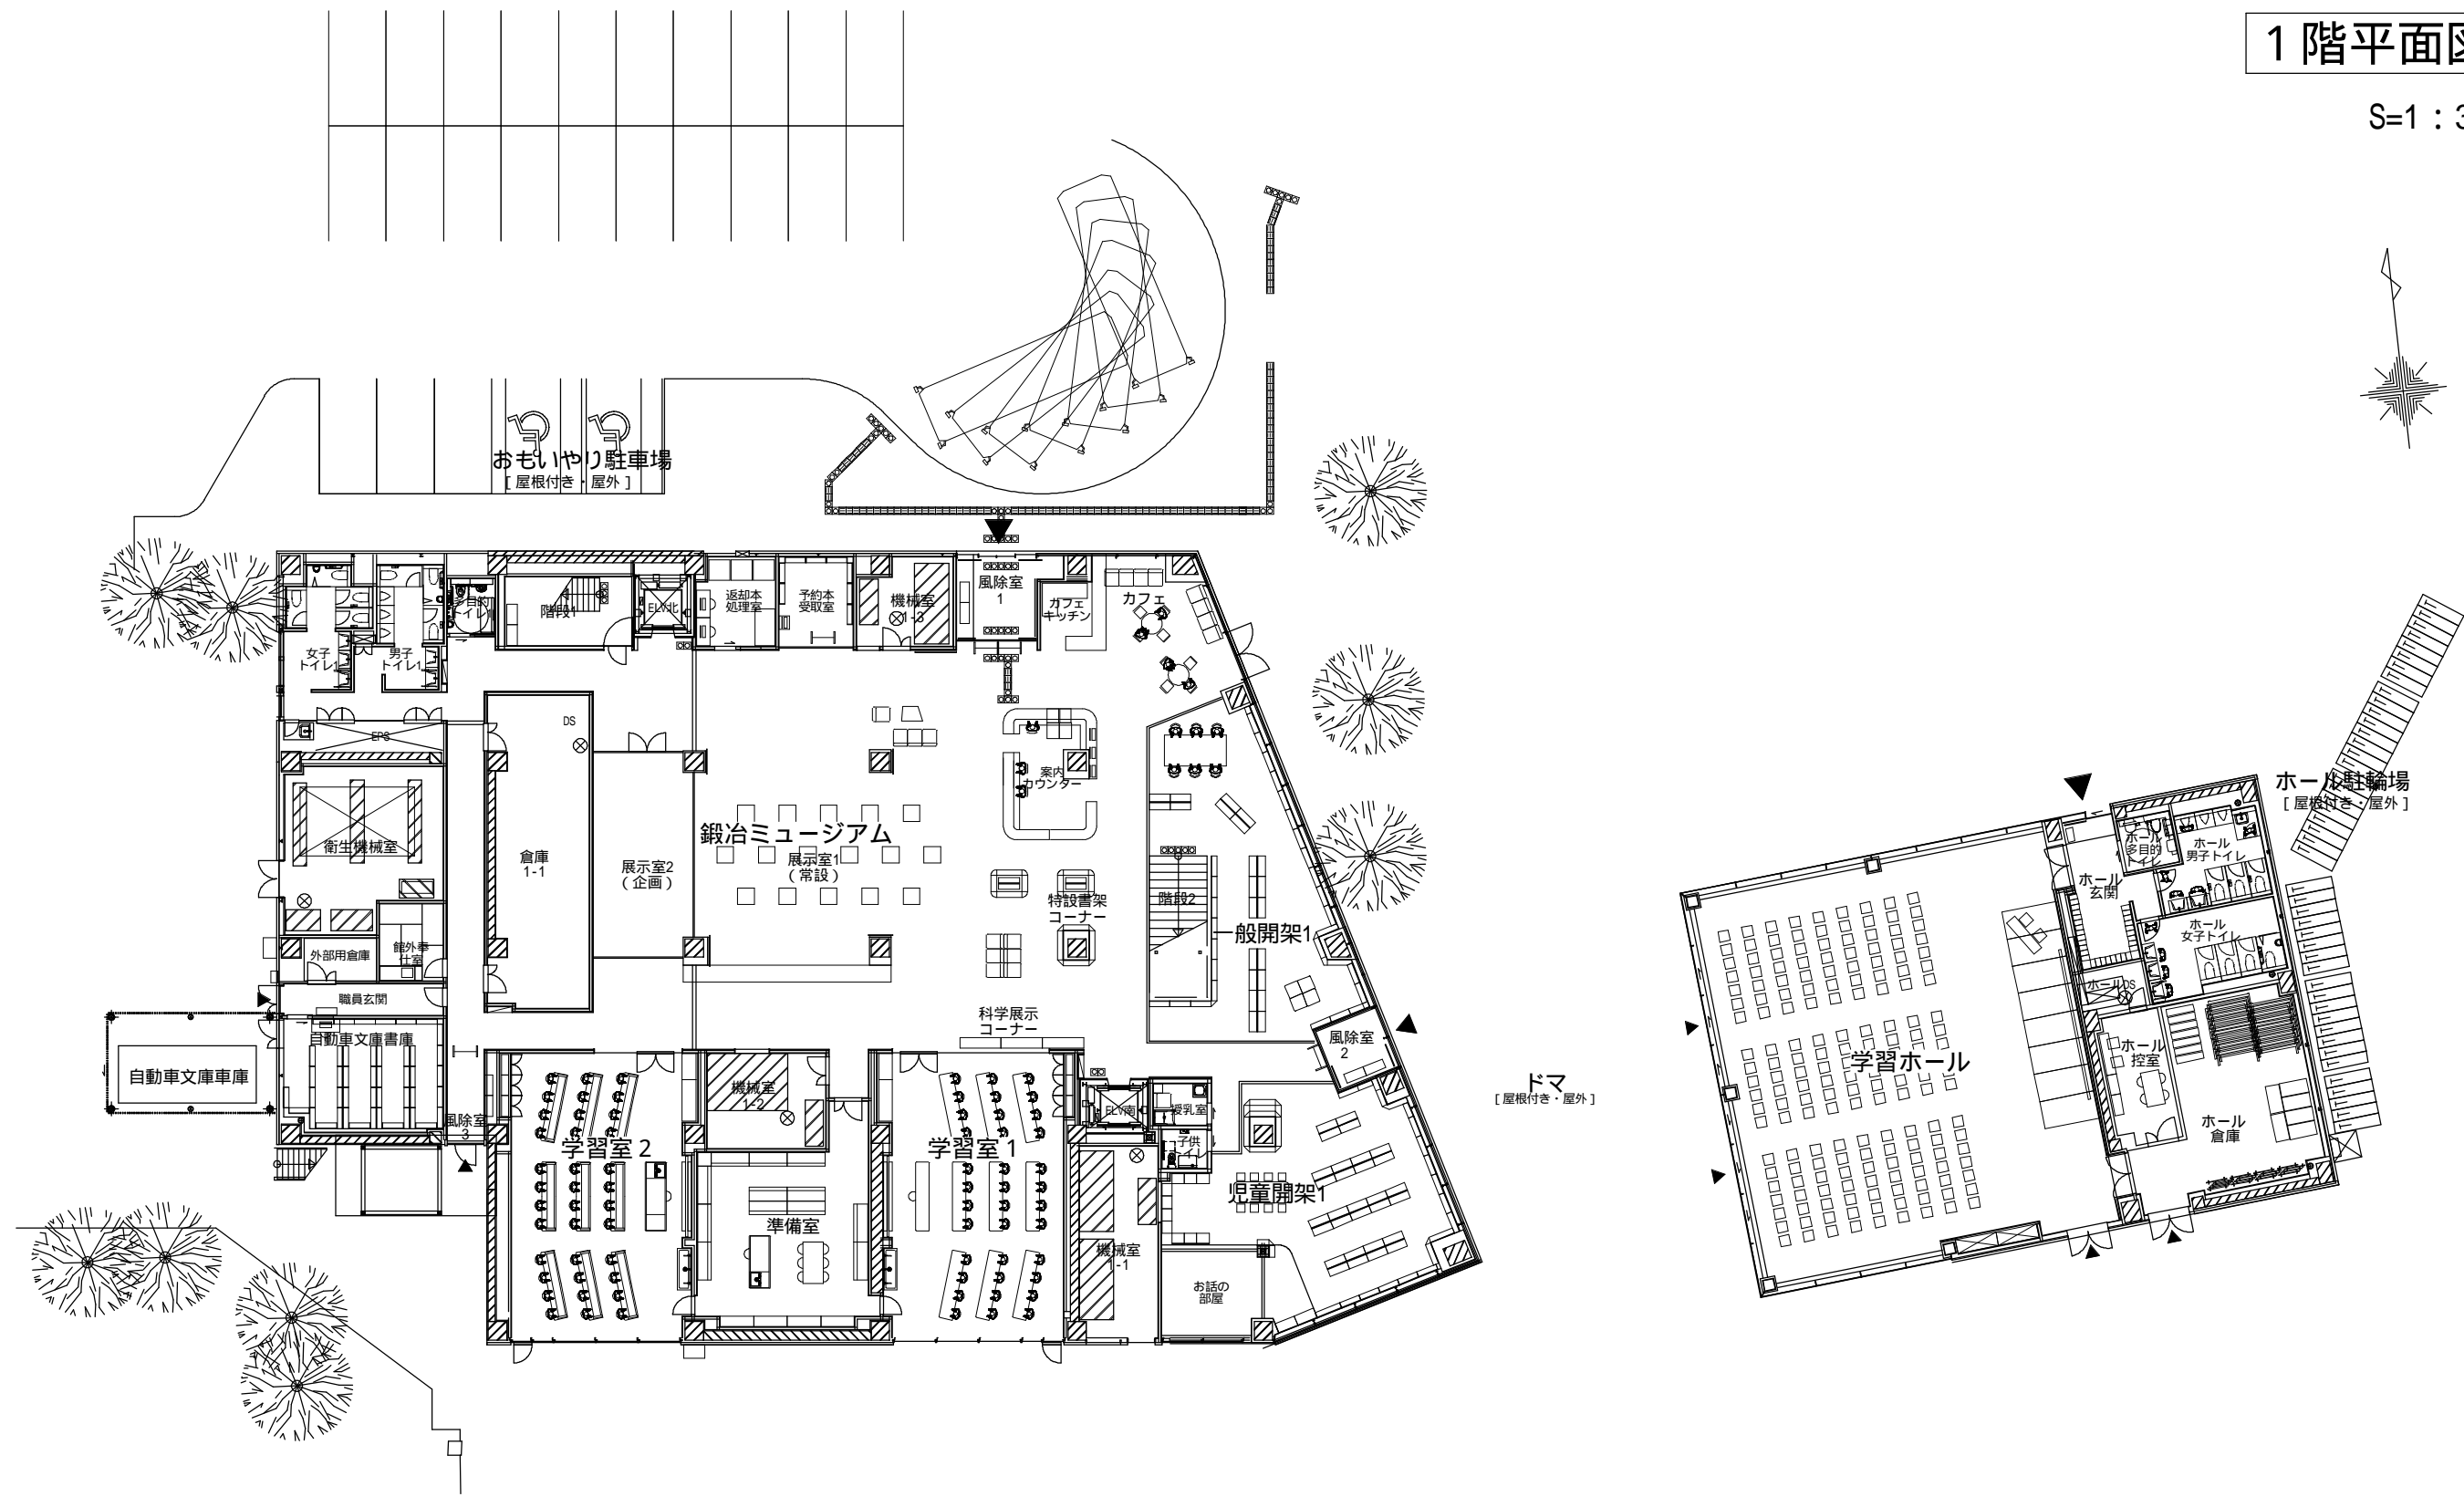 1階平面図
S=1：3
おもいやり駐車場
[ 屋根付き・屋外 ]
風除室
1
返却本
処理室
予約本
受取室
機械室
1-3
カフェ
キッチン
カフェ
多目的
トイレ1
階段1
ELV北
女子
トイレ1
男子
トイレ1
DS
EPS
案内
カウンター
ホール駐輪場
[ 屋根付き・屋外 ]
鍛冶ミュージアム
展示室1
（常設）
展示室2
（企画）
倉庫
1-1
衛生機械室
ホール
多目的
トイレ
ホール
男子トイレ
ホール
玄関
特設書架
コーナー
階段2
一般開架1
ホール
女子トイレ
外部用倉庫
館外奉
仕室
職員玄関
ホールDS
科学展示
コーナー
風除室
2
自動車文庫書庫
自動車文庫車庫
ホール
控室
学習ホール
ドマ
[ 屋根付き・屋外 ]
機械室
1-2
風除室
3
ELV南
授乳室
子供
トイレ
学習室２
学習室１
ホール
倉庫
児童開架1
準備室
機械室
1-1
お話の
部屋